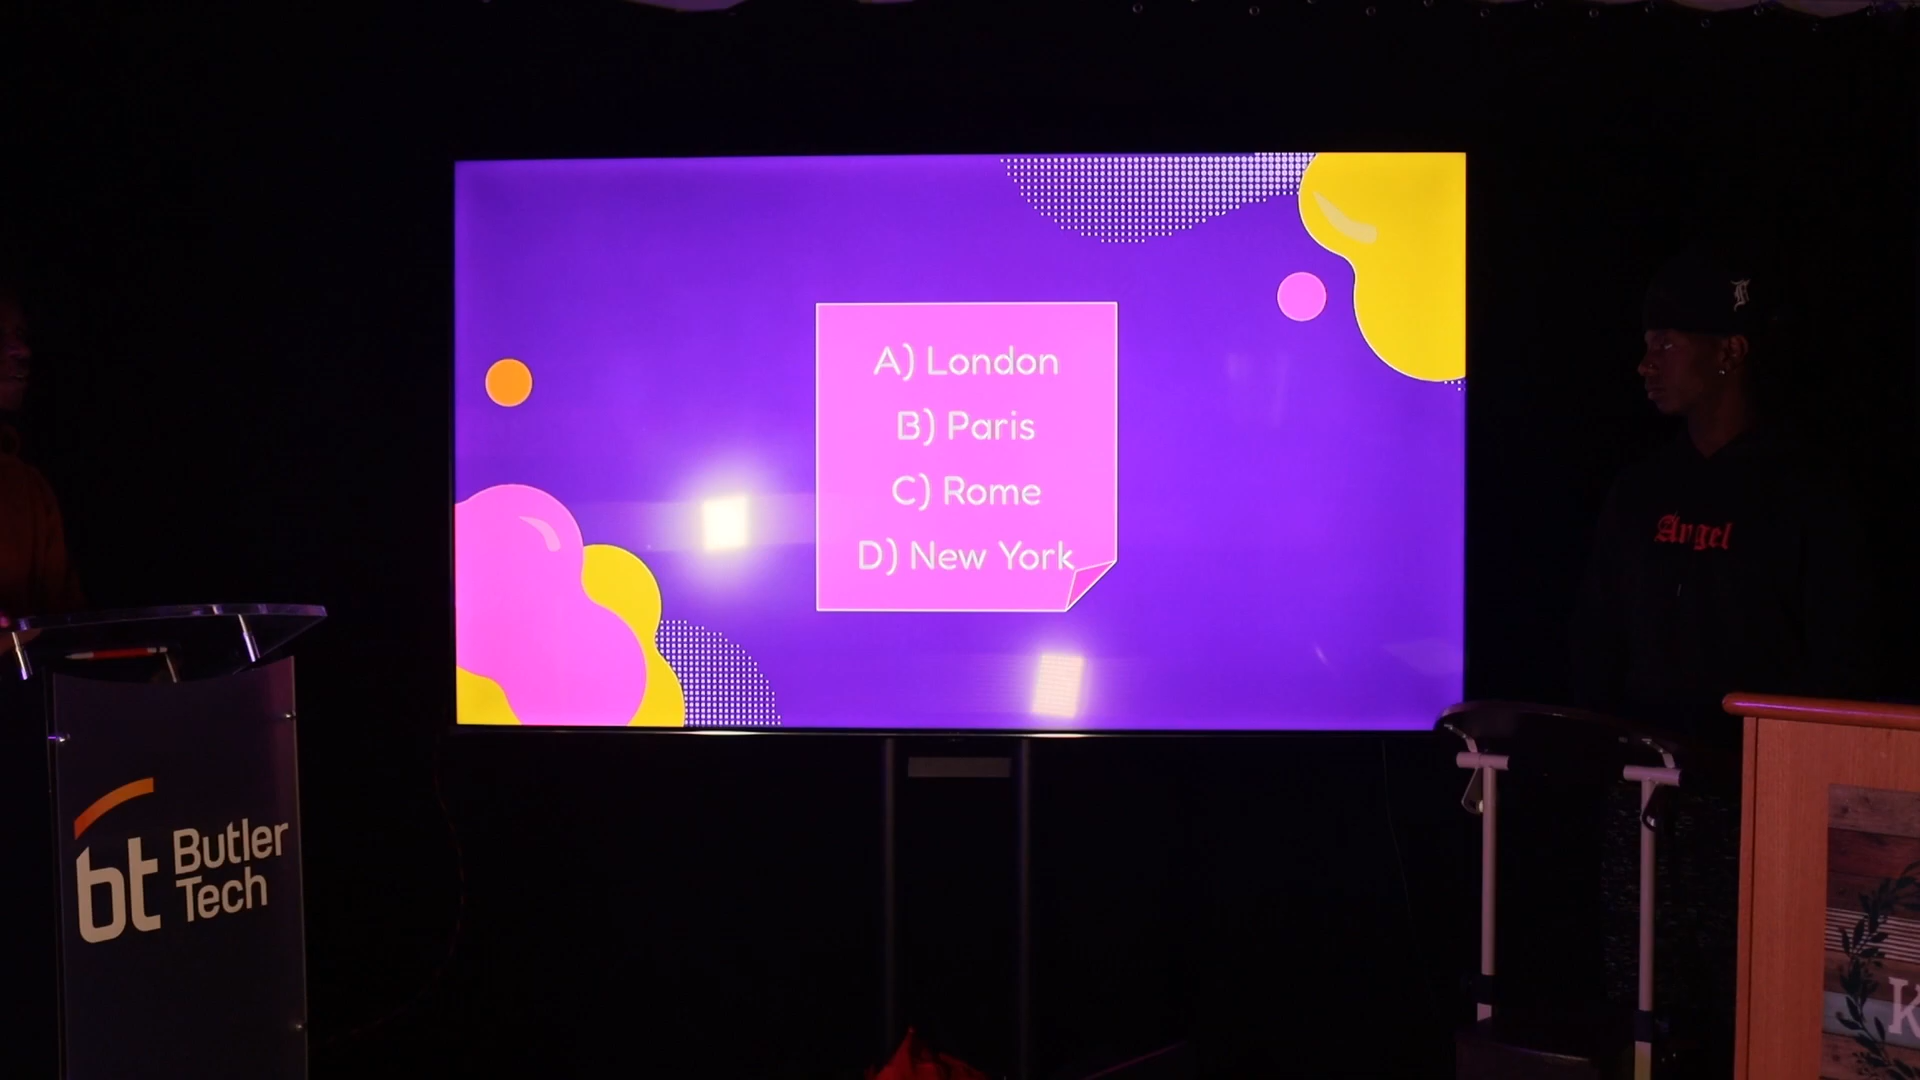 A) London
B) Paris
C) Rome
D) New York
Angel
bt Butler
Tech
K